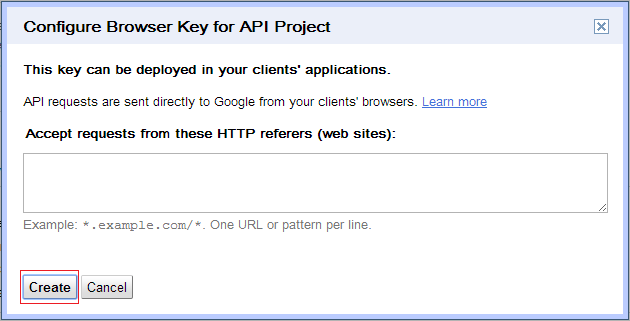 Configure Browser Key for API Project
This key can be deployed in your clients' applications.
API requests are sent directly to Google from your clients' browsers. Learn more
Accept requests from these HTTP referers (web sites):
Example: *.example.com/*. One URL or pattern per line.
Create Cancel